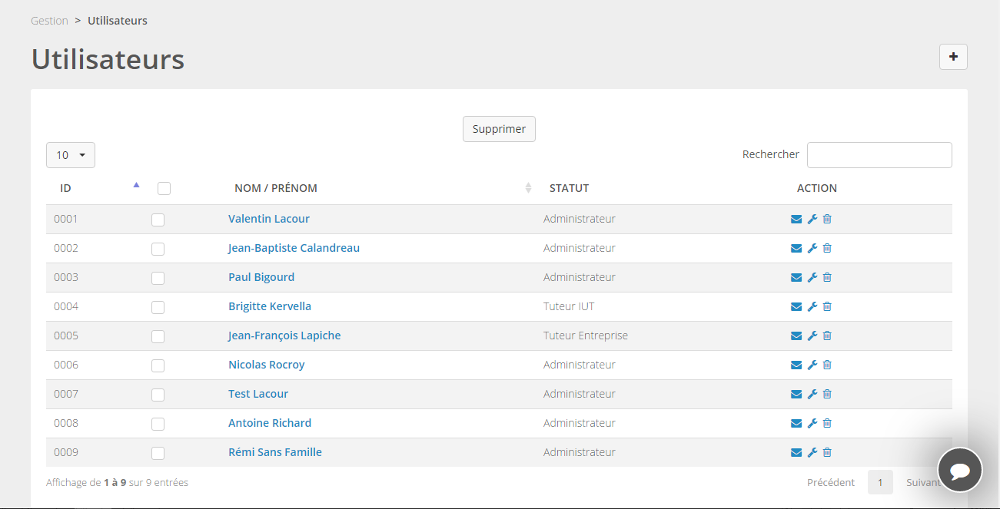 Gestion > Utilisateurs
Utilisateurs
+
Supprimer
10
Rechercher
ID NOM / PRÉNOM STATUT ACTION
0001 Valentin Lacour Administrateur
0002 Jean-Baptiste Calandreau Administrateur
0003 Paul Bigourd Administrateur
0004 Brigitte Kervella Tuteur IUT
0005 Jean-François Lapiche Tuteur Entreprise
0006 Nicolas Rocroy Administrateur
0007 Test Lacour Administrateur
0008 Antoine Richard Administrateur
0009 Rémi Sans Famille Administrateur
Affichage de 1 à 9 sur 9 entrées Précédent 1 Suivant